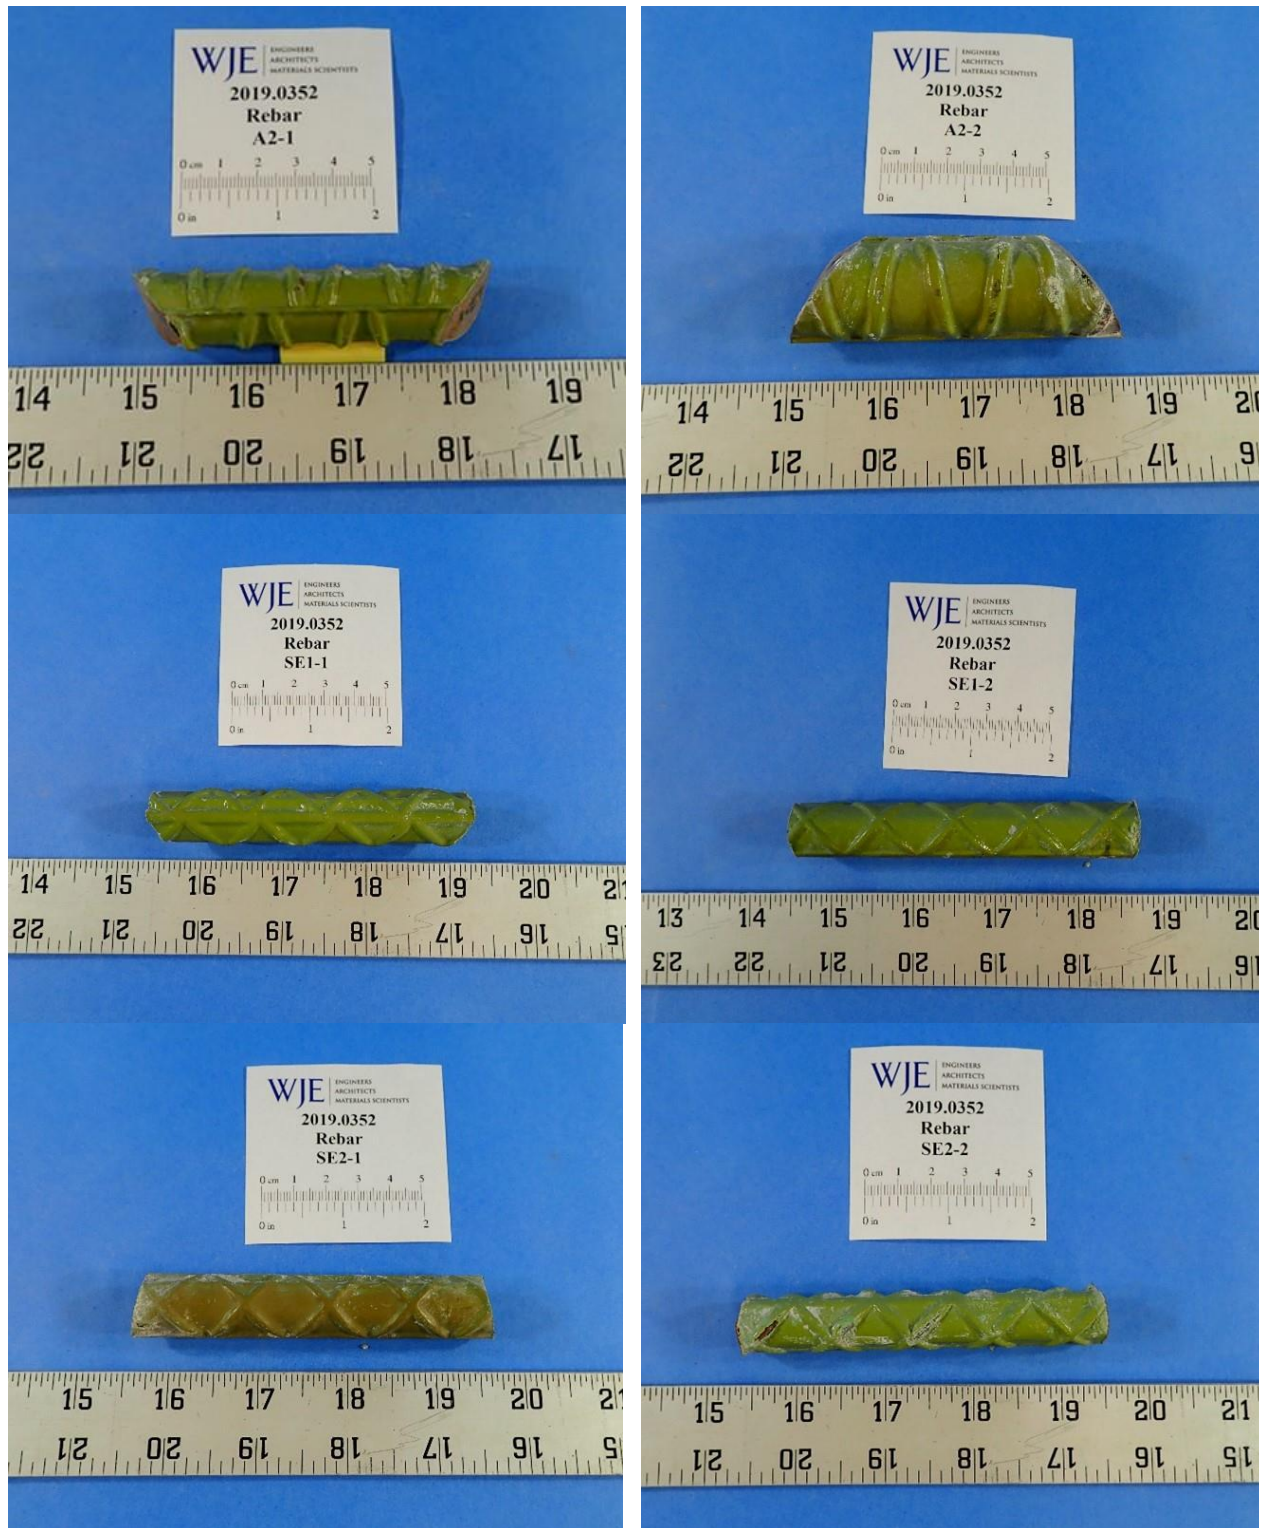 WJE ENGINEERS
ARCHITECTS
MATERIALS SCIENTISTS
2019.0352
Rebar
A2-1
0 cm 1 2 3 4 5
0 in 1 2
14 15 16 17 18 19
22 21 20 19 18 17
WJE ENGINEERS
ARCHITECTS
MATERIALS SCIENTISTS
2019.0352
Rebar
A2-2
0 cm 1 2 3 4 5
0 in 1 2
14 15 16 17 18 19
22 21 20 19 18 17
WJE ENGINEERS
ARCHITECTS
MATERIALS SCIENTISTS
2019.0352
Rebar
SE1-1
0 cm 1 2 3 4 5
0 in 1 2
14 15 16 17 18 19 20
22 21 20 19 18 17 16
WJE ENGINEERS
ARCHITECTS
MATERIALS SCIENTISTS
2019.0352
Rebar
SE1-2
0 cm 1 2 3 4 5
0 in 1 2
13 14 15 16 17 18 19
23 22 21 20 19 18 17
WJE ENGINEERS
ARCHITECTS
MATERIALS SCIENTISTS
2019.0352
Rebar
SE2-1
0 cm 1 2 3 4 5
0 in 1 2
15 16 17 18 19 20
21 20 19 18 17 16
WJE ENGINEERS
ARCHITECTS
MATERIALS SCIENTISTS
2019.0352
Rebar
SE2-2
0 cm 1 2 3 4 5
0 in 1 2
15 16 17 18 19 20 21
21 20 19 18 17 16 15